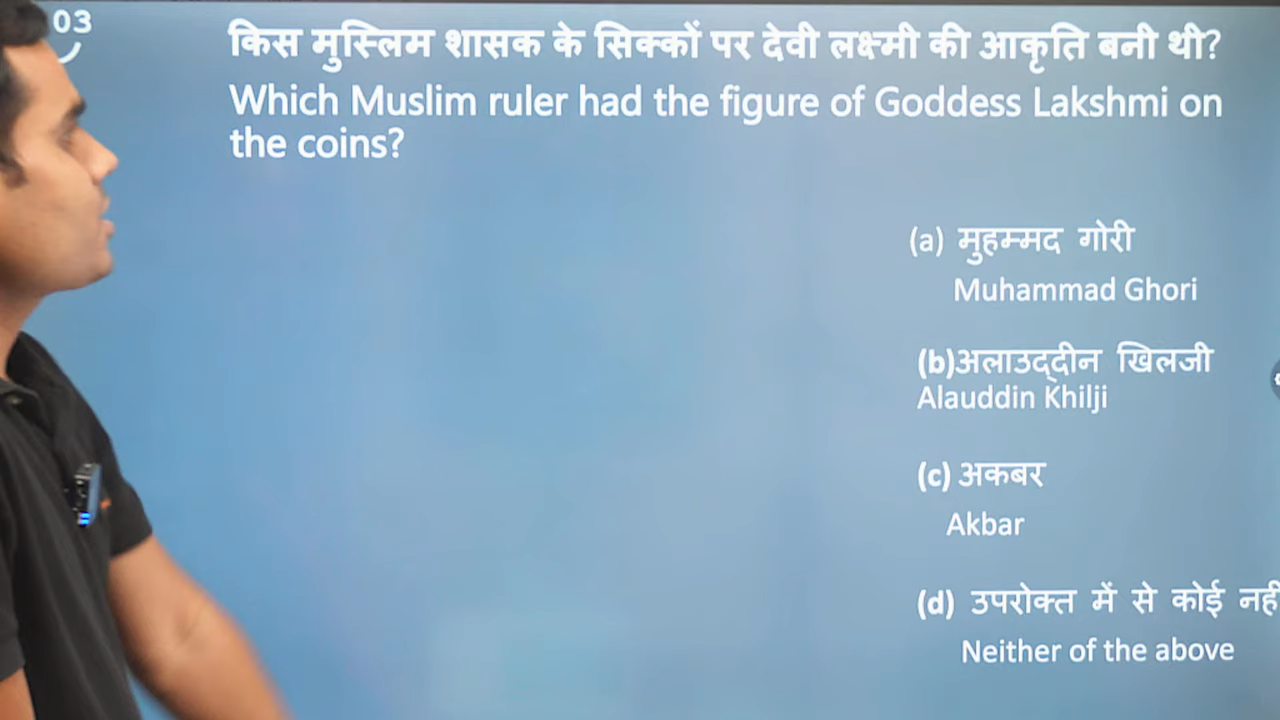 03
किस मुस्लिम शासक के सिक्कों पर देवी लक्ष्मी की आकृति बनी थी?
Which Muslim ruler had the figure of Goddess Lakshmi on
the coins?
(a) मुहम्मद गोरी
Muhammad Ghori
(b)अलाउद्दीन खिलजी
Alauddin Khilji
(c) अकबर
Akbar
(d) उपरोक्त में से कोई नही
Neither of the above